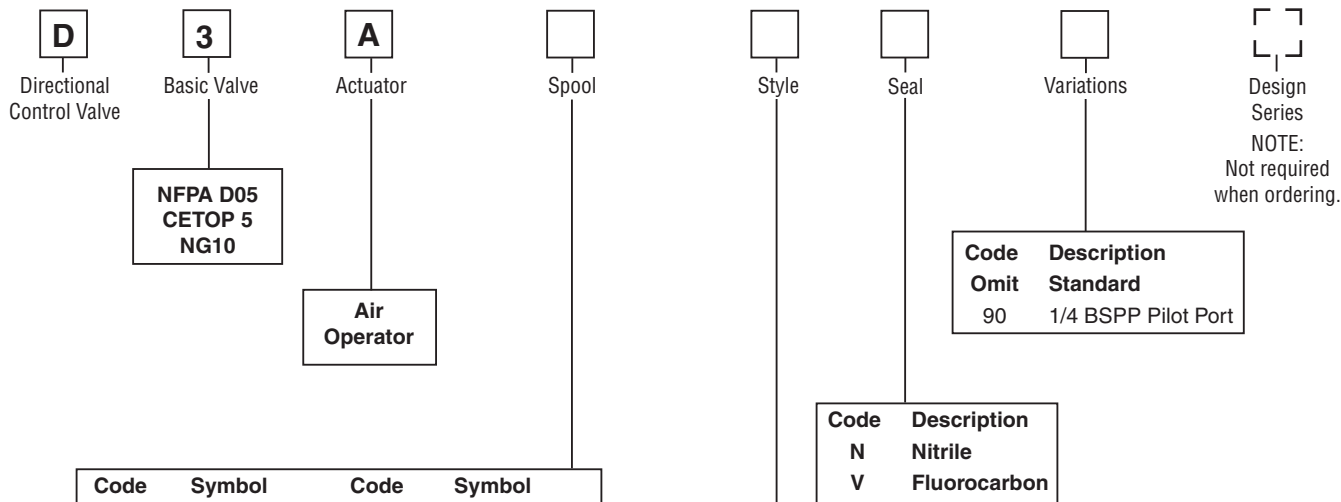 D 3 A
Directional
Control Valve
Basic Valve
Actuator
Spool
Style
Seal
Variations
Design
Series
NOTE:
Not required
when ordering.
NFPA D05
CETOP 5
NG10
Air
Operator
Code Description
Omit Standard
90 1/4 BSPP Pilot Port
Code Description
N Nitrile
V Fluorocarbon
Code Symbol Code Symbol